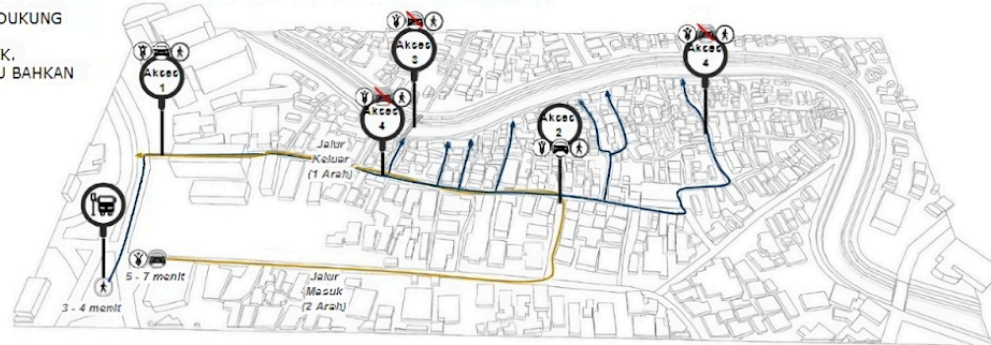 DUKUNG
K.
U BAHKAN
Akses
1
Akses
3
Akses
4
Akses
4
Akses
2
Jalur
Keluar
(1 Arah)
5 - 7 menit
3 - 4 menit
Jalur
Masuk
(2 Arah)